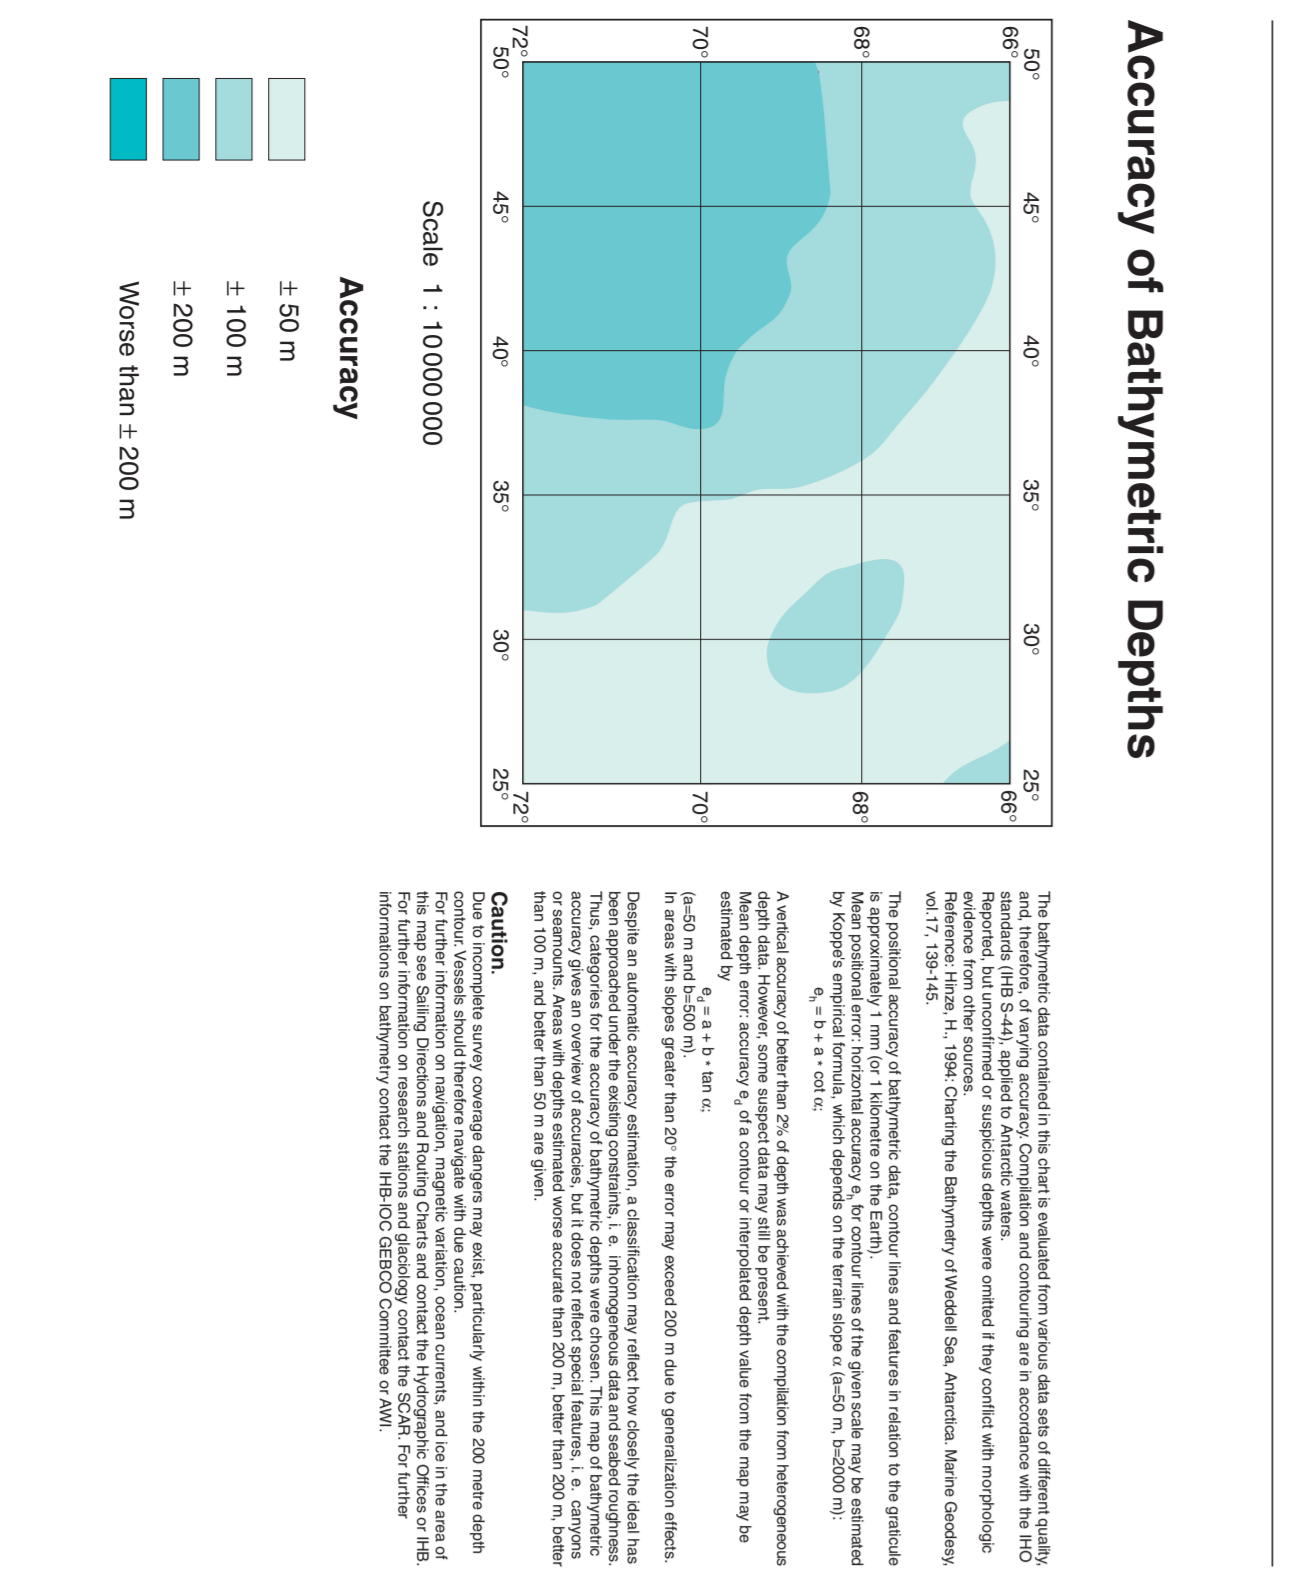 Accuracy of Bathymetric Depths
50° 45° 40° 35° 30° 25°
66° 66°
68° 68°
70° 70°
72° 72°
50° 45° 40° 35° 30° 25°
Scale 1 : 10 000 000
Accuracy
± 50 m
± 100 m
± 200 m
Worse than ± 200 m
The bathymetric data contained in this chart is evaluated from various data sets of different quality,
and, therefore, of varying accuracy. Compilation and contouring are in accordance with the IHO
standards (IHB S-44), applied to Antarctic waters.
Reported, but unconfirmed or suspicious depths were omitted if they conflict with morphologic
evidence from other sources.
Reference: Hinze, H., 1994: Charting the Bathymetry of Weddell Sea, Antarctica. Marine Geodesy,
vol.17, 139-145.
The positional accuracy of bathymetric data, contour lines and features in relation to the graticule
is approximately 1 mm (or 1 kilometre on the Earth).
Mean positional error: horizontal accuracy eh for contour lines of the given scale may be estimated
by Koppe's empirical formula, which depends on the terrain slope α (a=50 m, b=2000 m):
eh = b + a * cot α;
A vertical accuracy of better than 2% of depth was achieved with the compilation from heterogeneous
depth data. However, some suspect data may still be present.
Mean depth error: accuracy ed of a contour or interpolated depth value from the map may be
estimated by
ed = a + b * tan α;
(a=50 m and b=500 m).
In areas with slopes greater than 20° the error may exceed 200 m due to generalization effects.
Despite an automatic accuracy estimation, a classification may reflect how closely the ideal has
been approached under the existing constraints, i. e. inhomogeneous data and seabed roughness.
Thus, categories for the accuracy of bathymetric depths were chosen. This map of bathymetric
accuracy gives an overview of accuracies, but it does not reflect special features, i. e. canyons
or seamounts. Areas with depths estimated worse accurate than 200 m, better than 200 m, better
than 100 m, and better than 50 m are given.
Caution.
Due to incomplete survey coverage dangers may exist, particularly within the 200 metre depth
contour. Vessels should therefore navigate with due caution.
For further information on navigation, magnetic variation, ocean currents, and ice in the area of
this map see Sailing Directions and Routing Charts and contact the Hydrographic Offices or IHB.
For further information on research stations and glaciology contact the SCAR. For further
informations on bathymetry contact the IHB-IOC GEBCO Committee or AWI.